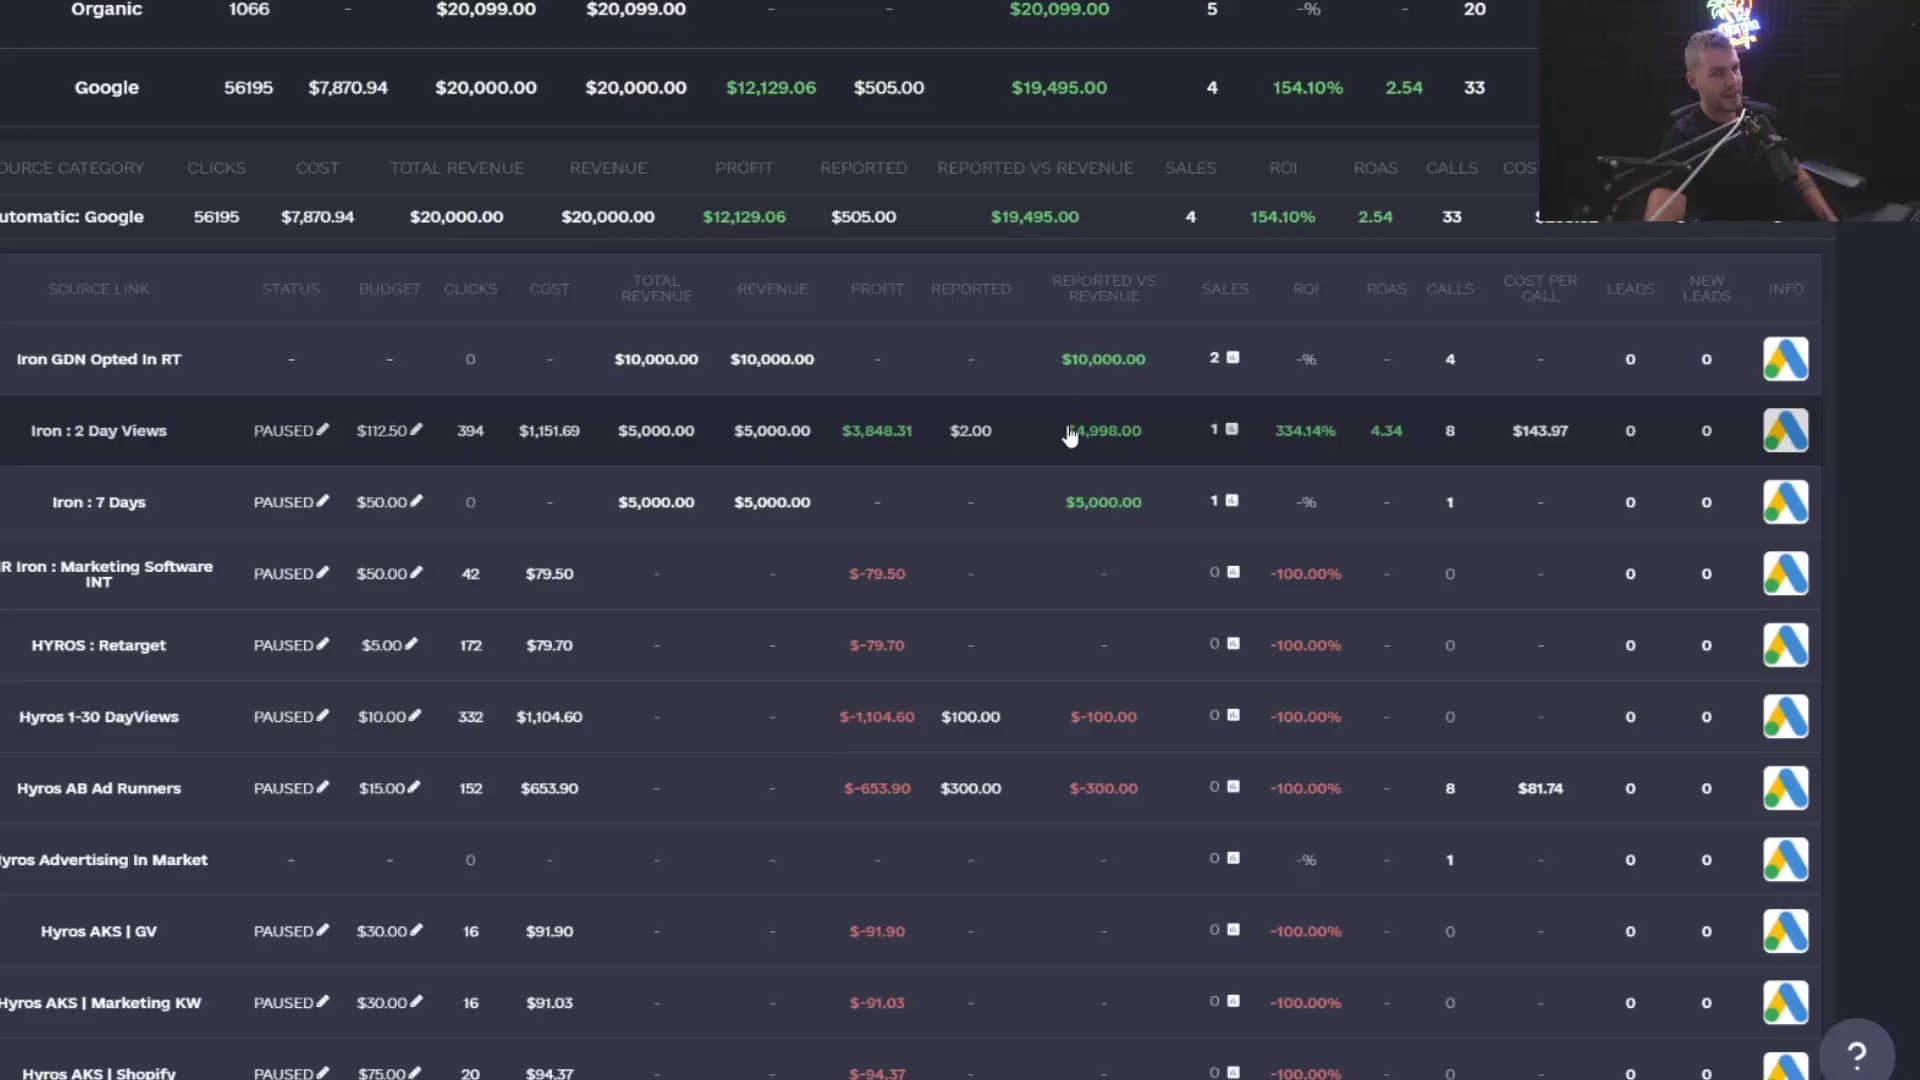 Organic 1066 - $20,099.00 $20,099.00 - - $20,099.00 5 -% - 20
Google 56195 $7,870.94 $20,000.00 $20,000.00 $12,129.06 $505.00 $19,495.00 4 154.10% 2.54 33
OURCE CATEGORY CLICKS COST TOTAL REVENUE REVENUE PROFIT REPORTED REPORTED VS REVENUE SALES ROI ROAS CALLS COS
utomatic: Google 56195 $7,870.94 $20,000.00 $20,000.00 $12,129.06 $505.00 $19,495.00 4 154.10% 2.54 33
SOURCE LINK STATUS BUDGET CLICKS COST TOTAL REVENUE REVENUE PROFIT REPORTED REPORTED VS REVENUE SALES ROI ROAS CALLS COST PER CALL LEADS NEW LEADS INFO
Iron GDN Opted In RT - - 0 - $10,000.00 $10,000.00 - - $10,000.00 2 -% - 4 - 0 0
Iron : 2 Day Views PAUSED $112.50 394 $1,151.69 $5,000.00 $5,000.00 $3,848.31 $2.00 4,998.00 1 334.14% 4.34 8 $143.97 0 0
Iron : 7 Days PAUSED $50.00 0 - $5,000.00 $5,000.00 - - $5,000.00 1 -% - 1 - 0 0
R Iron : Marketing Software INT PAUSED $50.00 42 $79.50 - - $-79.50 - - 0 -100.00% - 0 - 0 0
HYROS : Retarget PAUSED $5.00 172 $79.70 - - $-79.70 - - 0 -100.00% - 0 - 0 0
Hyros 1-30 DayViews PAUSED $10.00 332 $1,104.60 - - $-1,104.60 $100.00 $-100.00 0 -100.00% - 0 - 0 0
Hyros AB Ad Runners PAUSED $15.00 152 $653.90 - - $-653.90 $300.00 $-300.00 0 -100.00% - 8 $81.74 0 0
yros Advertising In Market - - 0 - - - - - - 0 -% - 1 - 0 0
Hyros AKS | GV PAUSED $30.00 16 $91.90 - - $-91.90 - - 0 -100.00% - 0 - 0 0
Hyros AKS | Marketing KW PAUSED $30.00 16 $91.03 - - $-91.03 - - 0 -100.00% - 0 - 0 0
Hyros AKS | Shopify PAUSED $75.00 20 $94.37 - - $-94.37 - - 0 -100.00% - 0 - 0 0
?